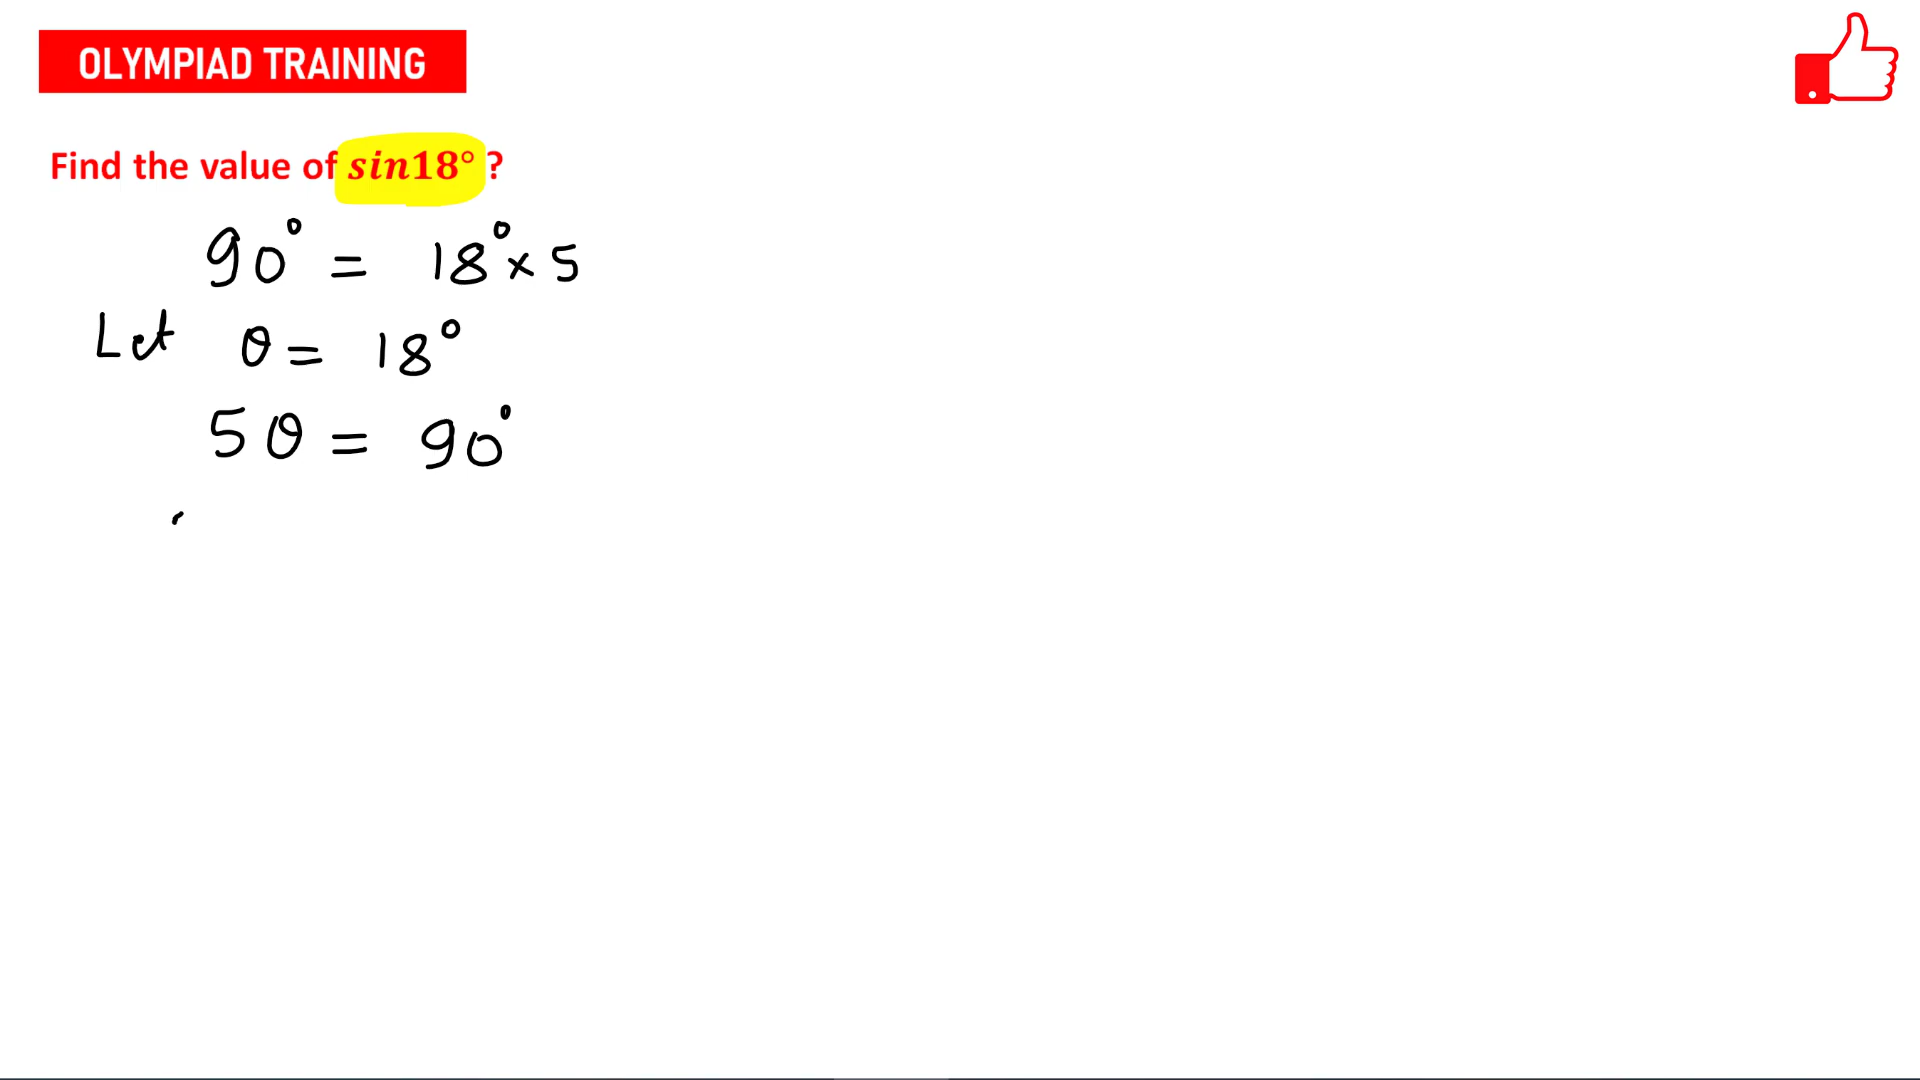 OLYMPIAD TRAINING
Find the value of sin18° ?
90° = 18° × 5
Let θ = 18°
5θ = 90°